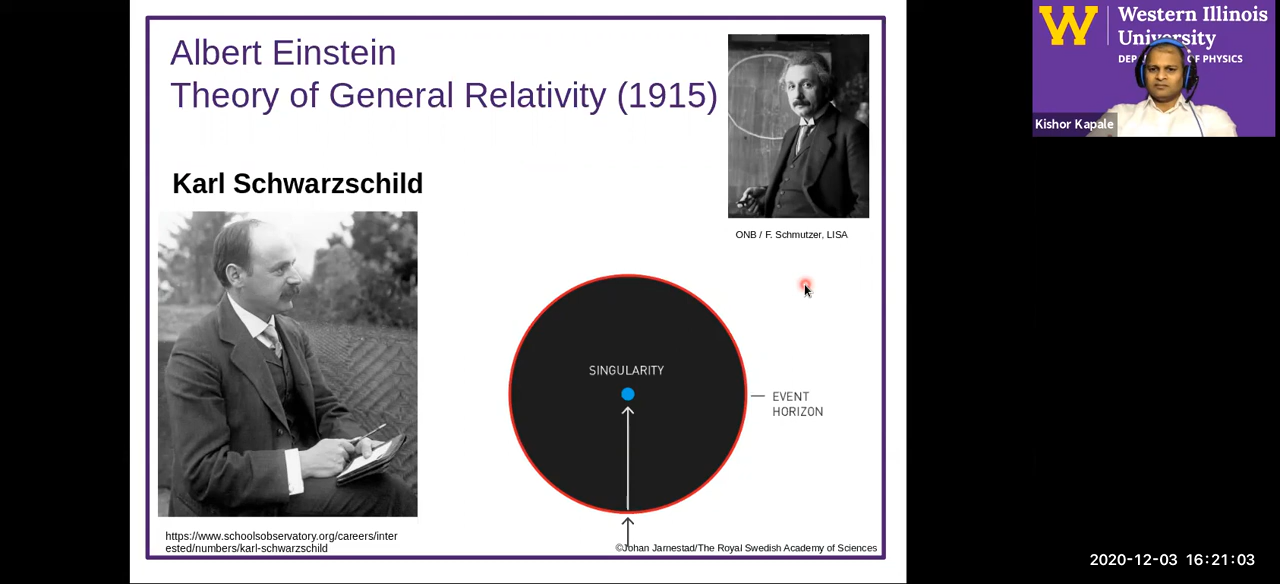 Albert Einstein
Theory of General Relativity (1915)
Karl Schwarzschild
ONB / F. Schmutzer, LISA
SINGULARITY
EVENT
HORIZON
https://www.schoolsobservatory.org/careers/inter
ested/numbers/karl-schwarzschild
©Johan Jarnestad/The Royal Swedish Academy of Sciences
W
Western Illinois
University
OF PHYSICS
Kishor Kapale
2020-12-03 16:21:03